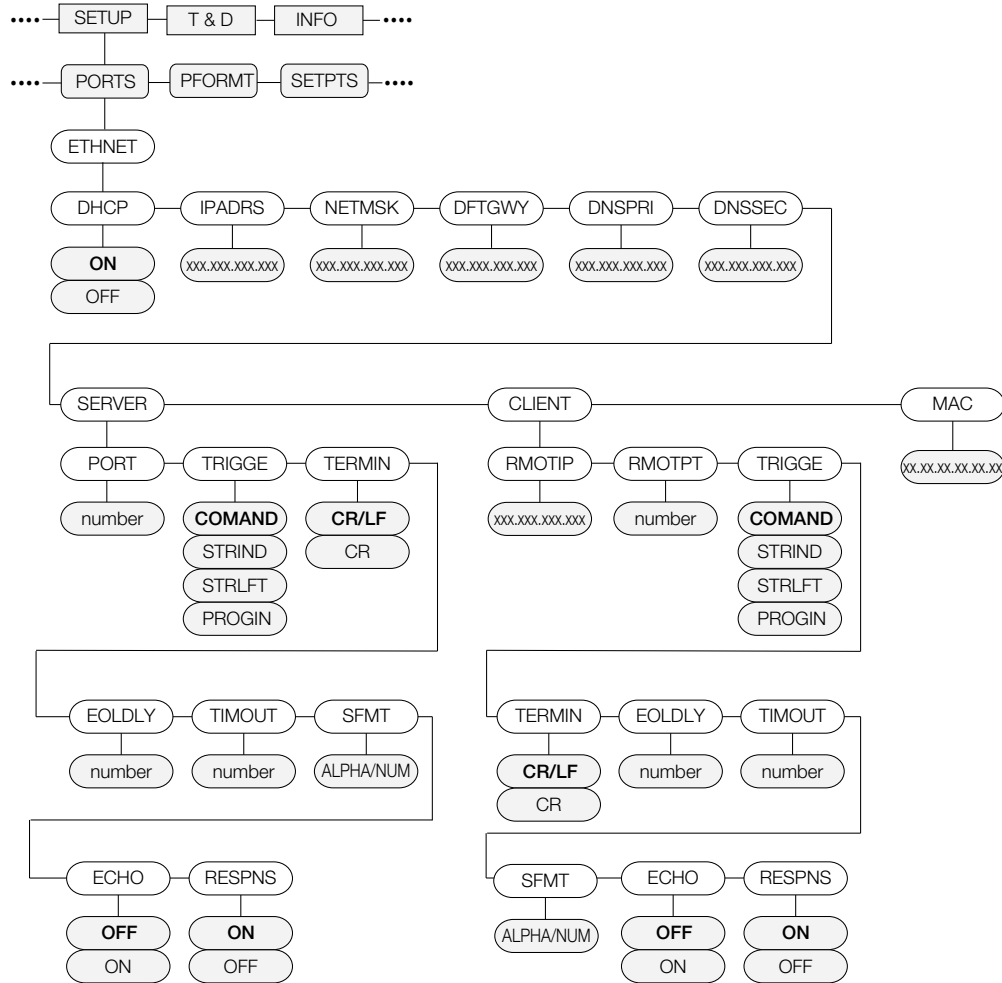 •••• SETUP T & D INFO ••••
•••• PORTS PFORMT SETPTS ••••
ETHNET
DHCP IPADRS NETMSK DFTGWY DNSPRI DNSSEC
ON xxx.xxx.xxx.xxx xxx.xxx.xxx.xxx xxx.xxx.xxx.xxx xxx.xxx.xxx.xxx xxx.xxx.xxx.xxx
OFF
SERVER CLIENT MAC
PORT TRIGGE TERMIN RMOTIP RMOTPT TRIGGE xx.xx.xx.xx.xx.xx
number COMAND CR/LF xxx.xxx.xxx.xxx number COMAND
STRIND CR STRIND
STRLFT STRLFT
PROGIN PROGIN
EOLDLY TIMOUT SFMT TERMIN EOLDLY TIMOUT
number number ALPHA/NUM CR/LF number number
CR
ECHO RESPNS SFMT ECHO RESPNS
OFF ON ALPHA/NUM OFF ON
ON OFF ON OFF